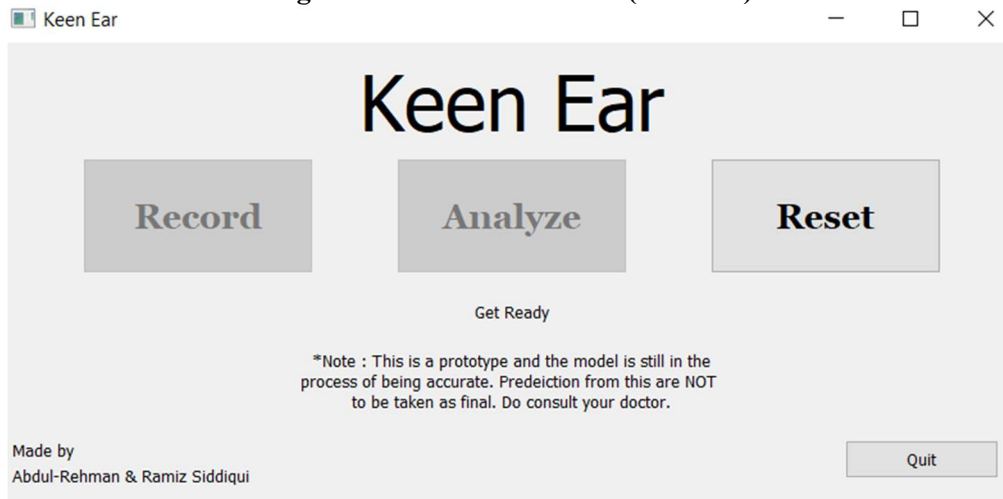 Keen Ear
Keen Ear
Record Analyze Reset
Get Ready
*Note : This is a prototype and the model is still in the
process of being accurate. Predeiction from this are NOT
to be taken as final. Do consult your doctor.
Made by
Abdul-Rehman & Ramiz Siddiqui
Quit